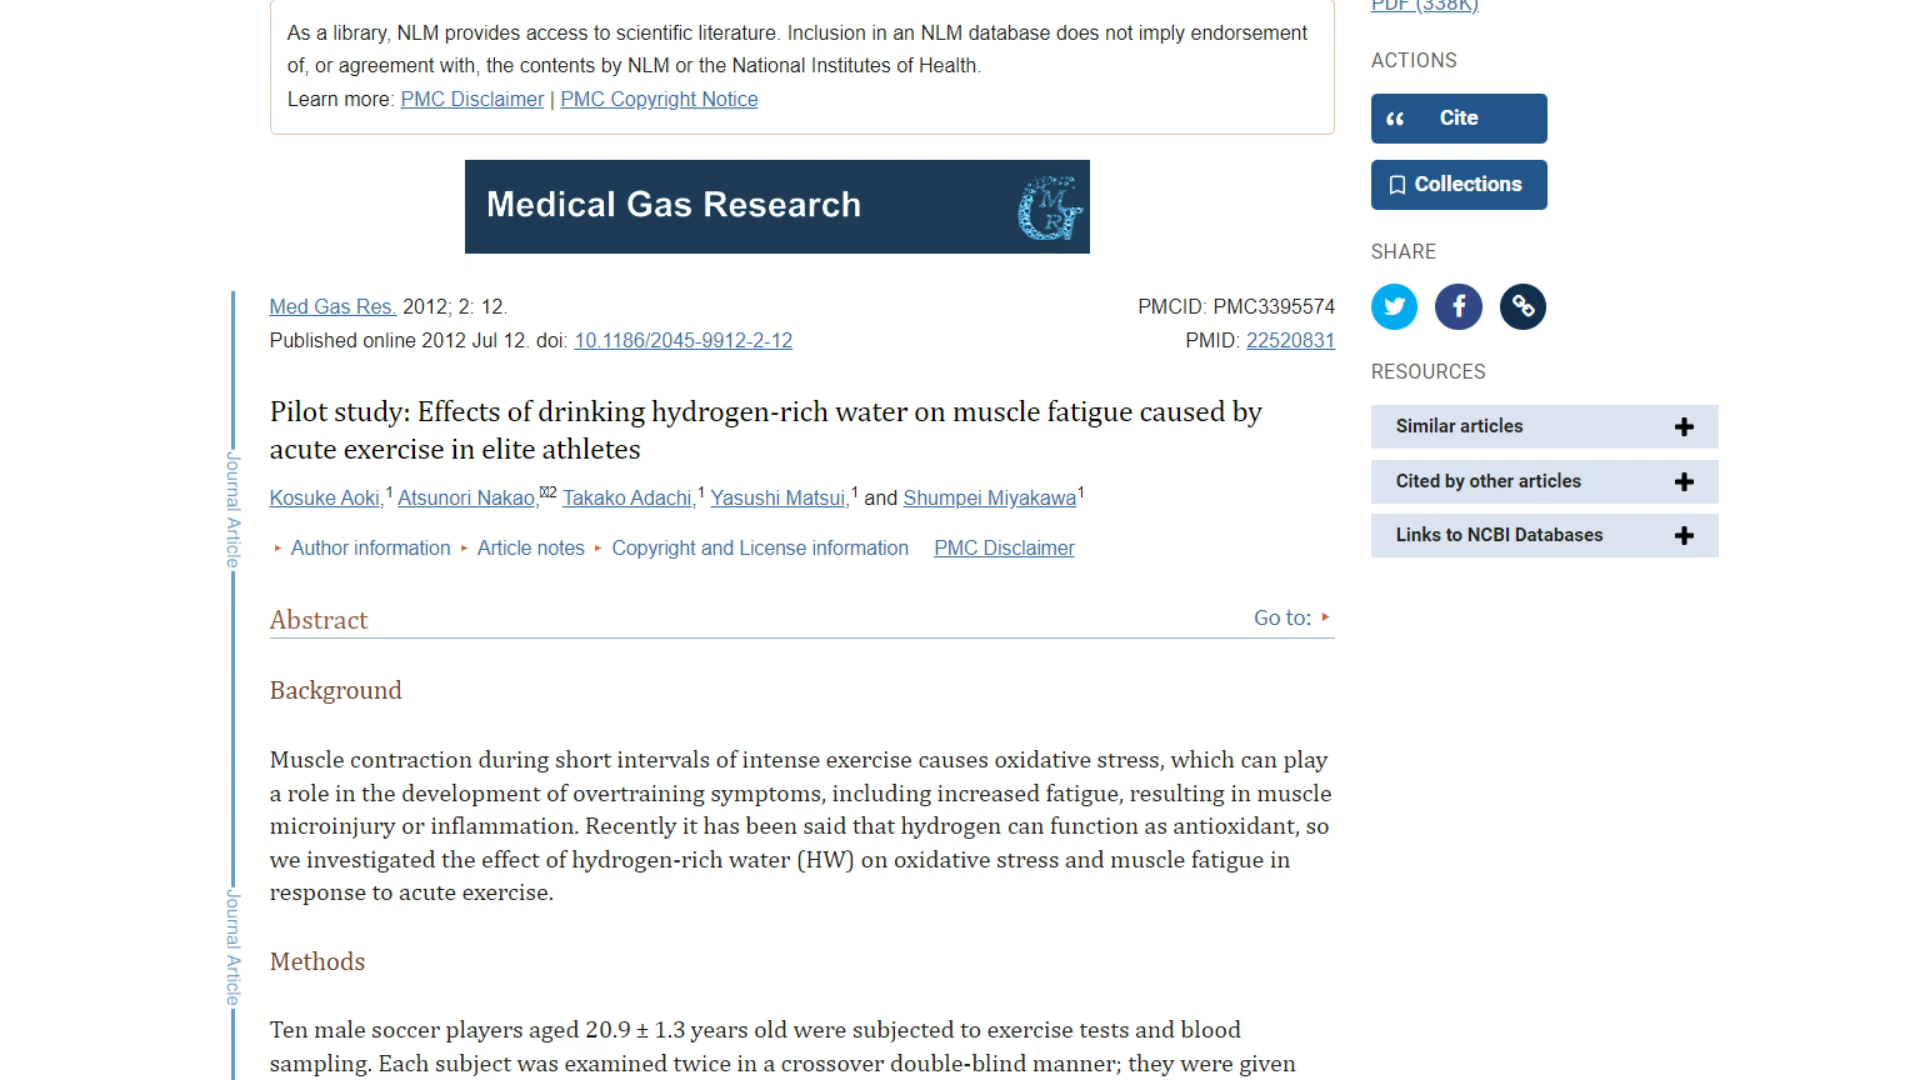 PDF (338K)
As a library, NLM provides access to scientific literature. Inclusion in an NLM database does not imply endorsement
of, or agreement with, the contents by NLM or the National Institutes of Health.
Learn more: PMC Disclaimer | PMC Copyright Notice
Medical Gas Research
MGR
Med Gas Res. 2012; 2: 12.
PMCID: PMC3395574
Published online 2012 Jul 12. doi: 10.1186/2045-9912-2-12
PMID: 22520831
Pilot study: Effects of drinking hydrogen-rich water on muscle fatigue caused by
acute exercise in elite athletes
Kosuke Aoki,1 Atsunori Nakao,✉2 Takako Adachi,1 Yasushi Matsui,1 and Shumpei Miyakawa1
▸ Author information ▸ Article notes ▸ Copyright and License information PMC Disclaimer
Abstract
Go to: ▸
Background
Muscle contraction during short intervals of intense exercise causes oxidative stress, which can play
a role in the development of overtraining symptoms, including increased fatigue, resulting in muscle
microinjury or inflammation. Recently it has been said that hydrogen can function as antioxidant, so
we investigated the effect of hydrogen-rich water (HW) on oxidative stress and muscle fatigue in
response to acute exercise.
Methods
Ten male soccer players aged 20.9 ± 1.3 years old were subjected to exercise tests and blood
sampling. Each subject was examined twice in a crossover double-blind manner; they were given
Journal Article
Journal Article
ACTIONS
Cite
Collections
SHARE
RESOURCES
Similar articles
Cited by other articles
Links to NCBI Databases